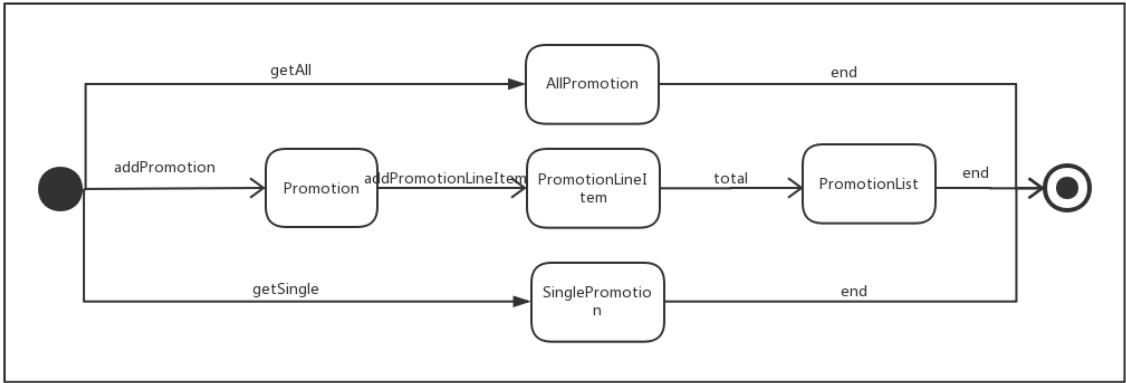 getAll
AllPromotion
end
addPromotion
Promotion
addPromotionLineItem
PromotionLineI
tem
total
PromotionList
end
getSingle
SinglePromotio
n
end